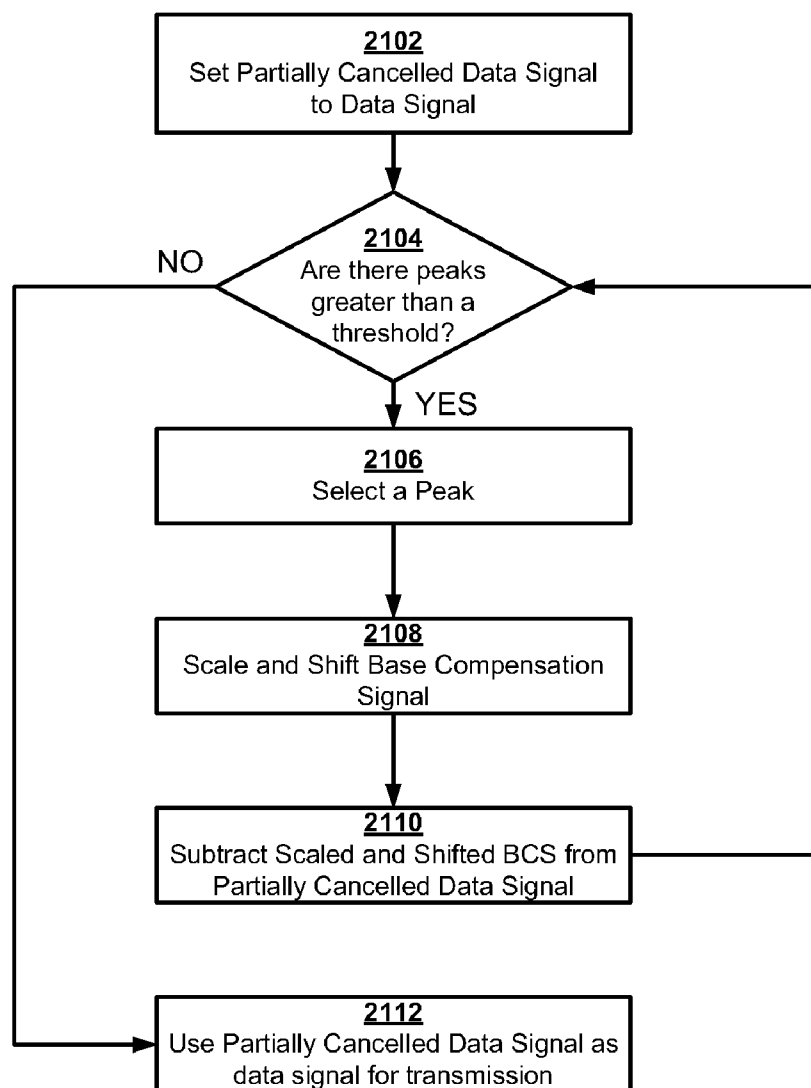 2102
Set Partially Cancelled Data Signal
to Data Signal
2104
NO
Are there peaks
greater than a
threshold?
YES
2106
Select a Peak
2108
Scale and Shift Base Compensation
Signal
2110
Subtract Scaled and Shifted BCS from
Partially Cancelled Data Signal
2112
Use Partially Cancelled Data Signal as
data signal for transmission